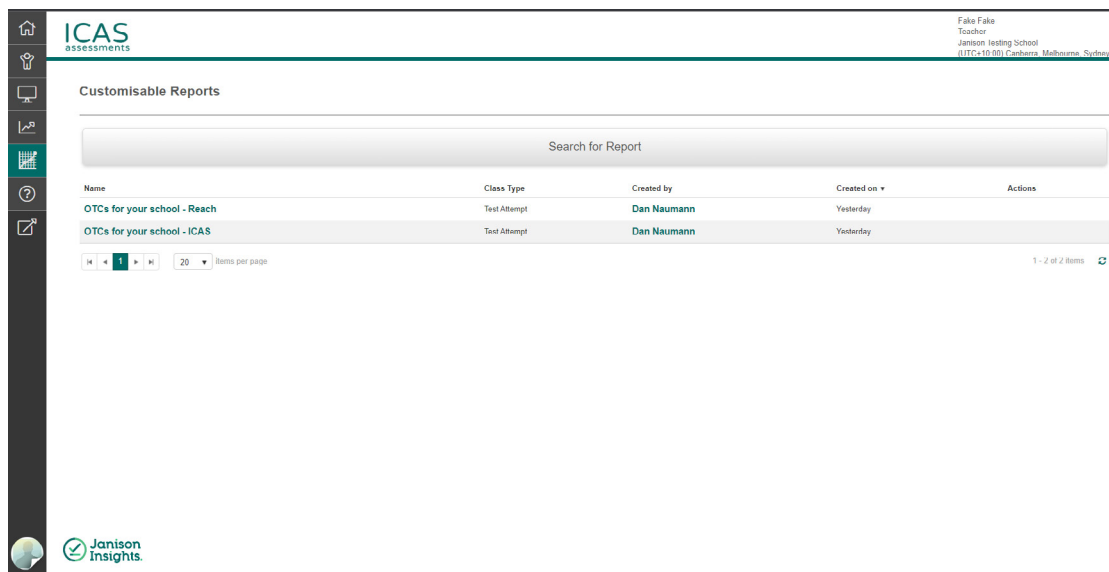 ICAS
assessments
Fake Fake
Teacher
Janison Testing School
(UTC+10:00) Canberra, Melbourne, Sydney
Customisable Reports
Search for Report
Name Class Type Created by Created on ▾ Actions
OTCs for your school - Reach Test Attempt Dan Naumann Yesterday
OTCs for your school - ICAS Test Attempt Dan Naumann Yesterday
1 20 items per page 1 - 2 of 2 items
Janison
Insights.